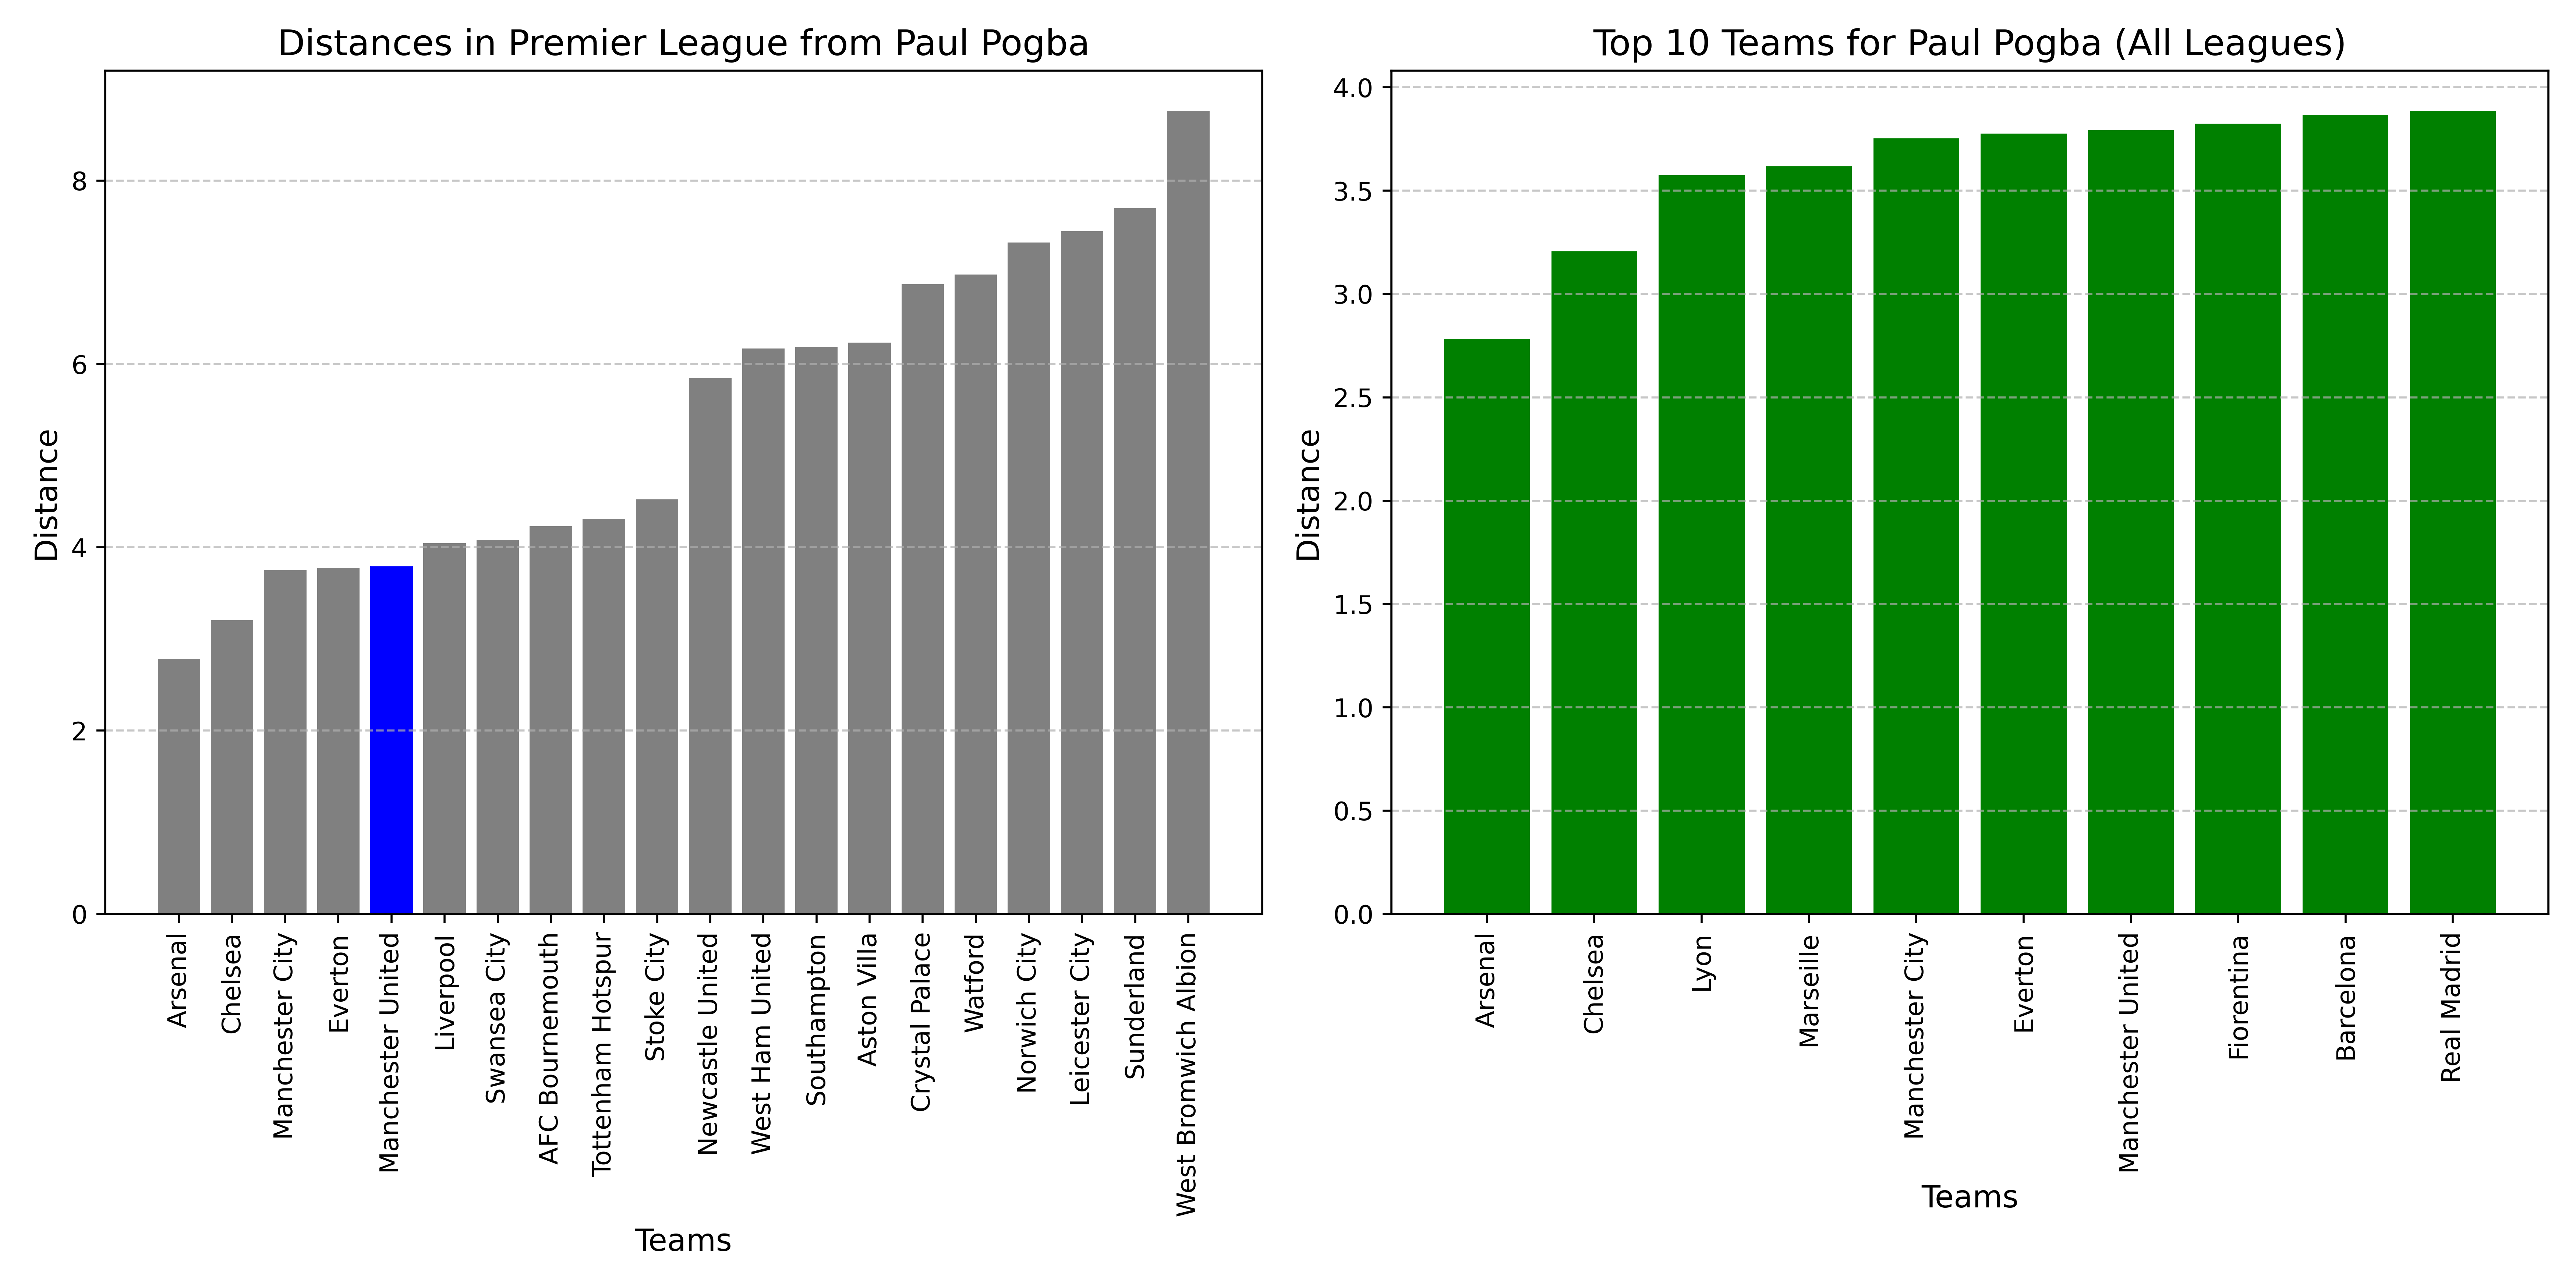 Distances in Premier League from Paul Pogba
Distance
8
6
4
2
0
Arsenal
Chelsea
Manchester City
Everton
Manchester United
Liverpool
Swansea City
AFC Bournemouth
Tottenham Hotspur
Stoke City
Newcastle United
West Ham United
Southampton
Aston Villa
Crystal Palace
Watford
Norwich City
Leicester City
Sunderland
West Bromwich Albion
Teams
Top 10 Teams for Paul Pogba (All Leagues)
Distance
4.0
3.5
3.0
2.5
2.0
1.5
1.0
0.5
0.0
Arsenal
Chelsea
Lyon
Marseille
Manchester City
Everton
Manchester United
Fiorentina
Barcelona
Real Madrid
Teams